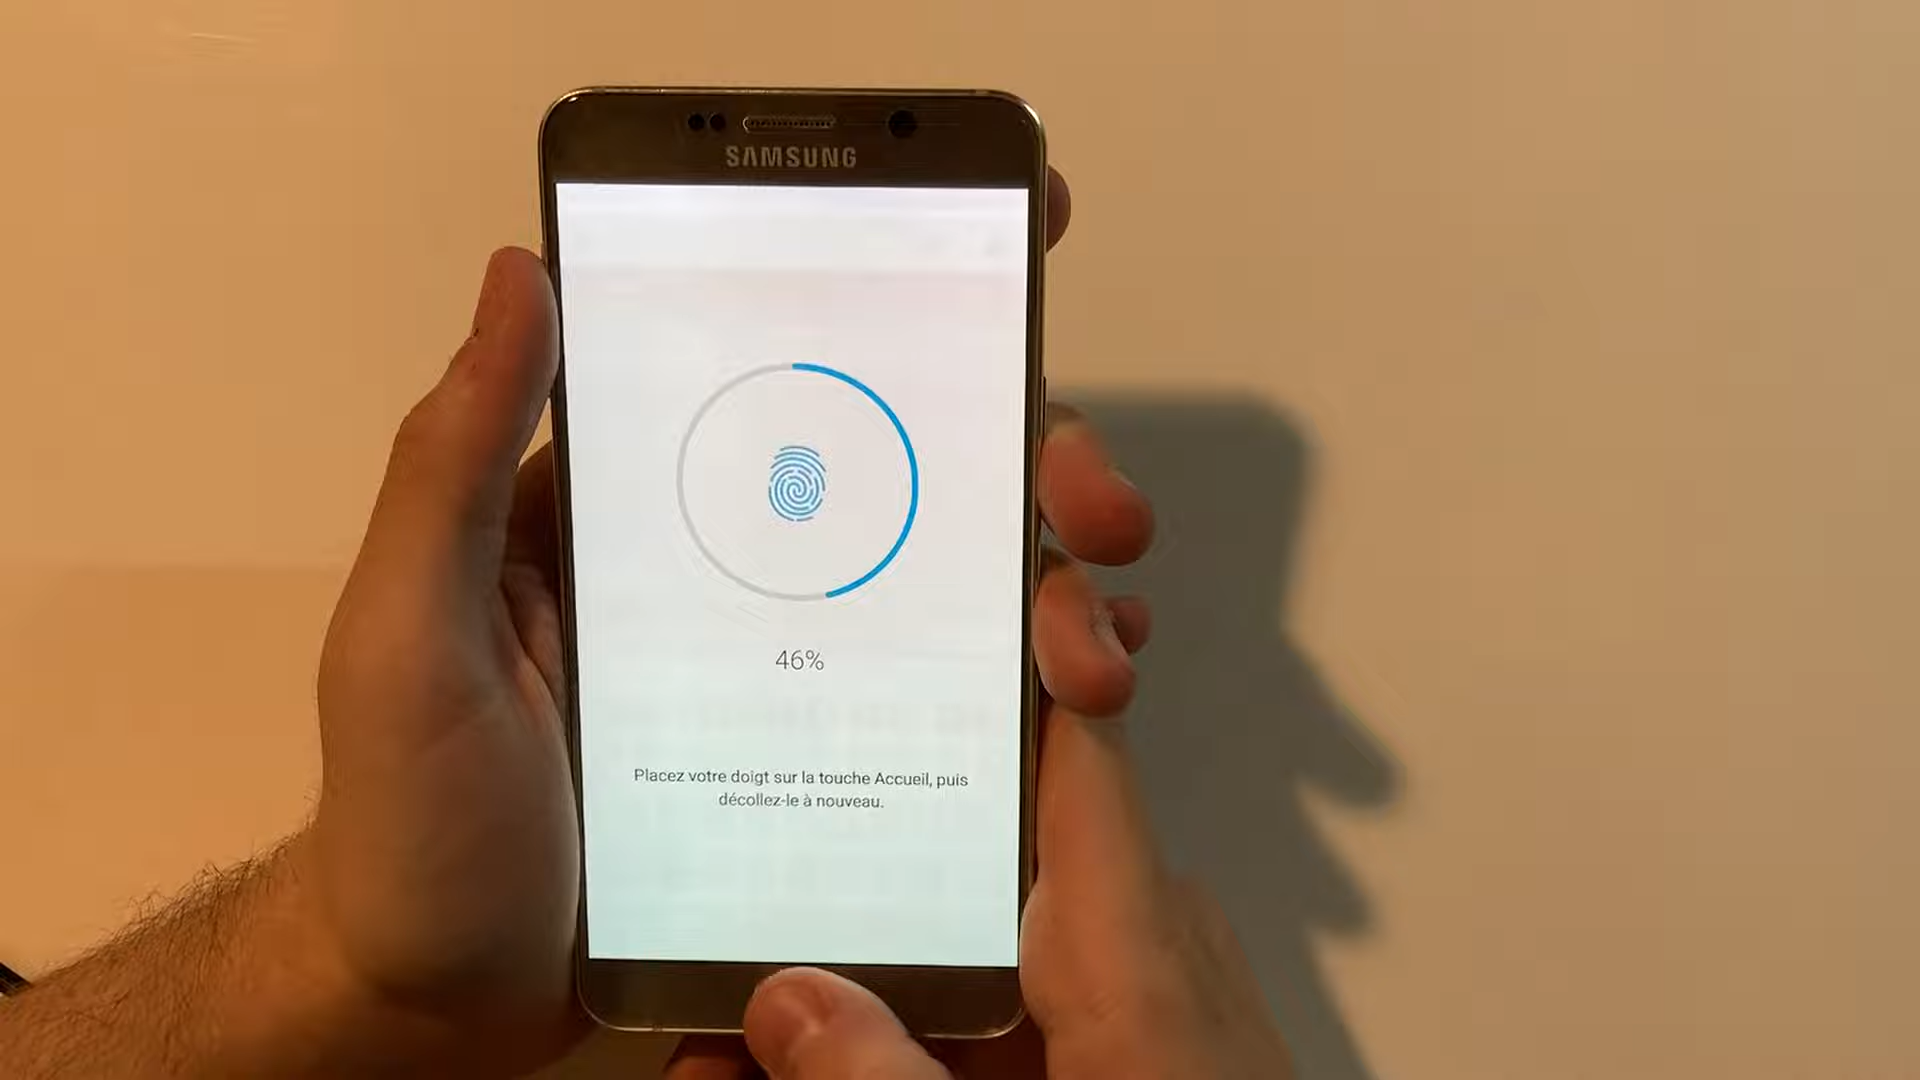 SAMSUNG
46%
Placez votre doigt sur la touche Accueil, puis
décollez-le à nouveau.